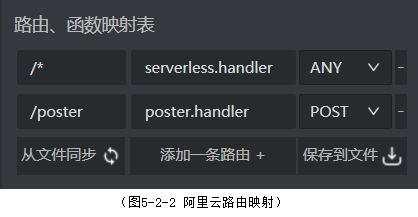 路由、函数映射表
/* serverless.handler ANY -
/poster poster.handler POST -
从文件同步 添加一条路由 + 保存到文件
（图5-2-2 阿里云路由映射）